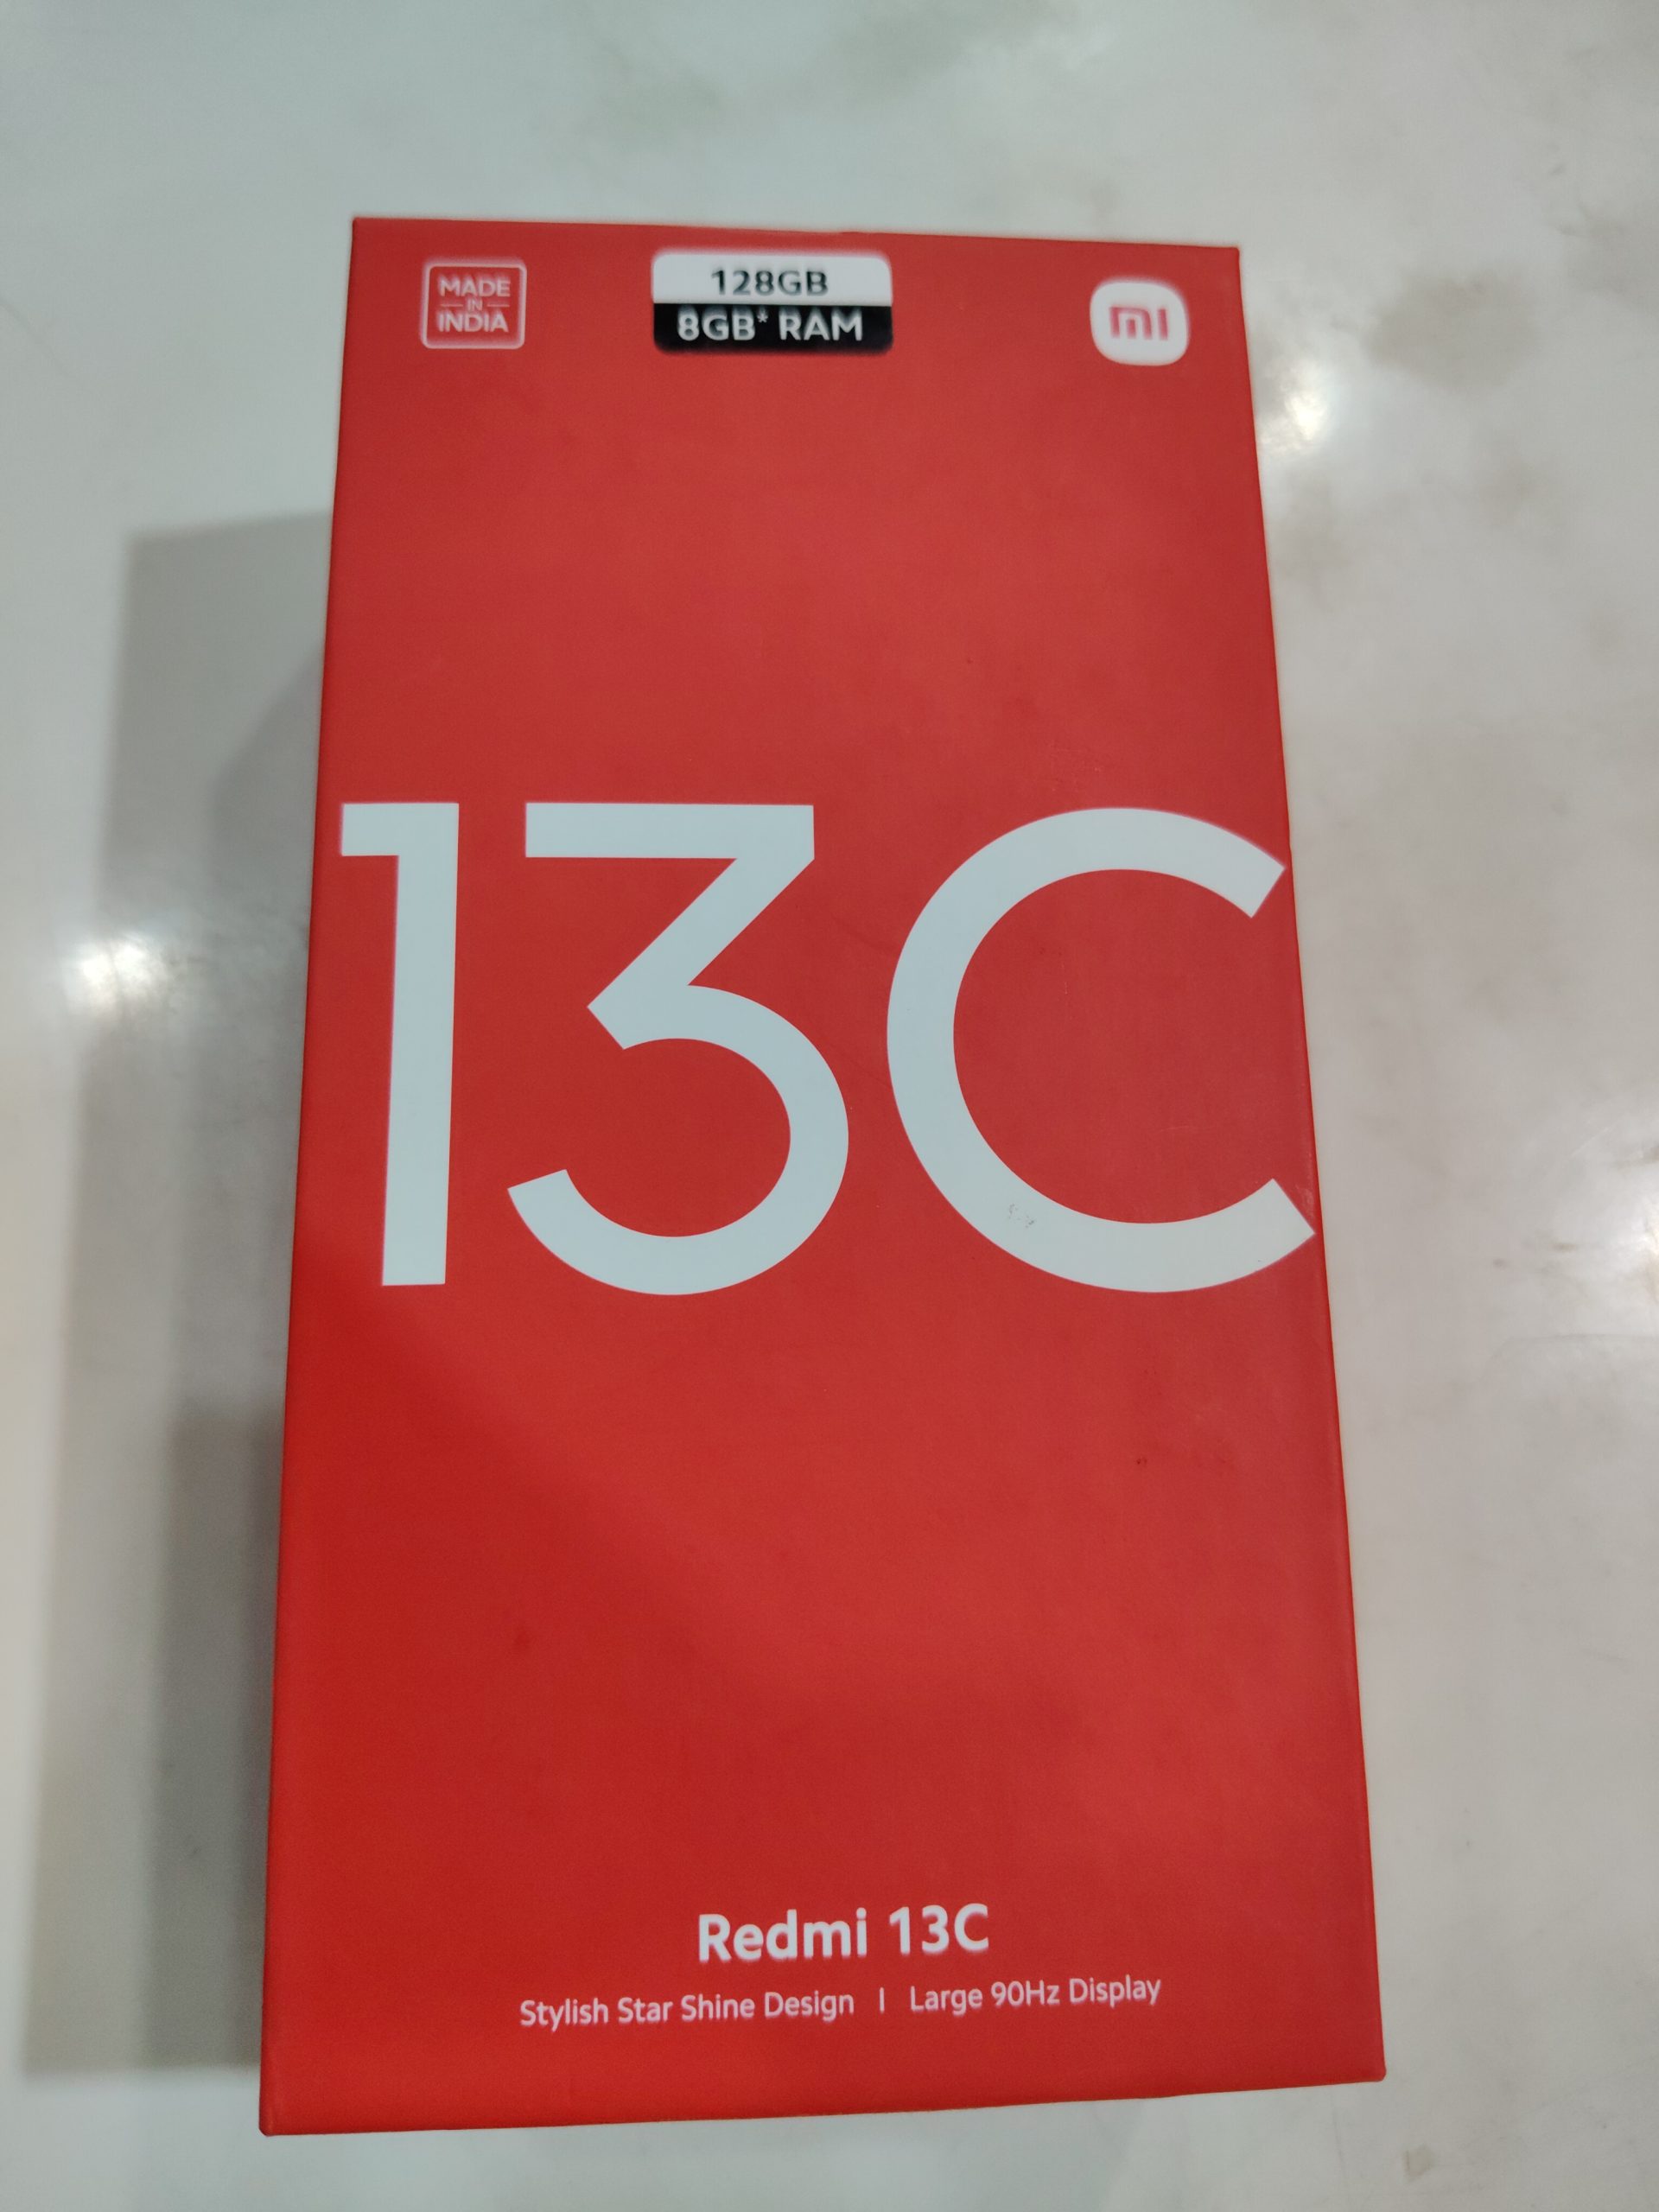 MADE
IN
INDIA
128GB
8GB* RAM
mi
13C
Redmi 13C
Stylish Star Shine Design | Large 90Hz Display